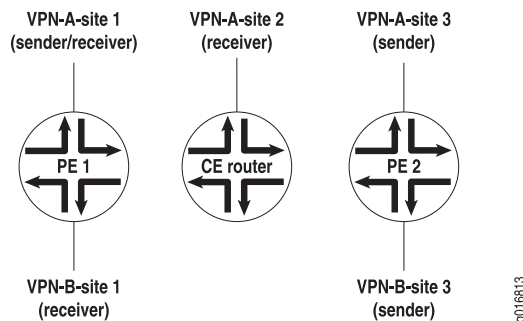 VPN-A-site 1
(sender/receiver)
VPN-A-site 2
(receiver)
VPN-A-site 3
(sender)
PE 1
CE router
PE 2
VPN-B-site 1
(receiver)
VPN-B-site 3
(sender)
g016813